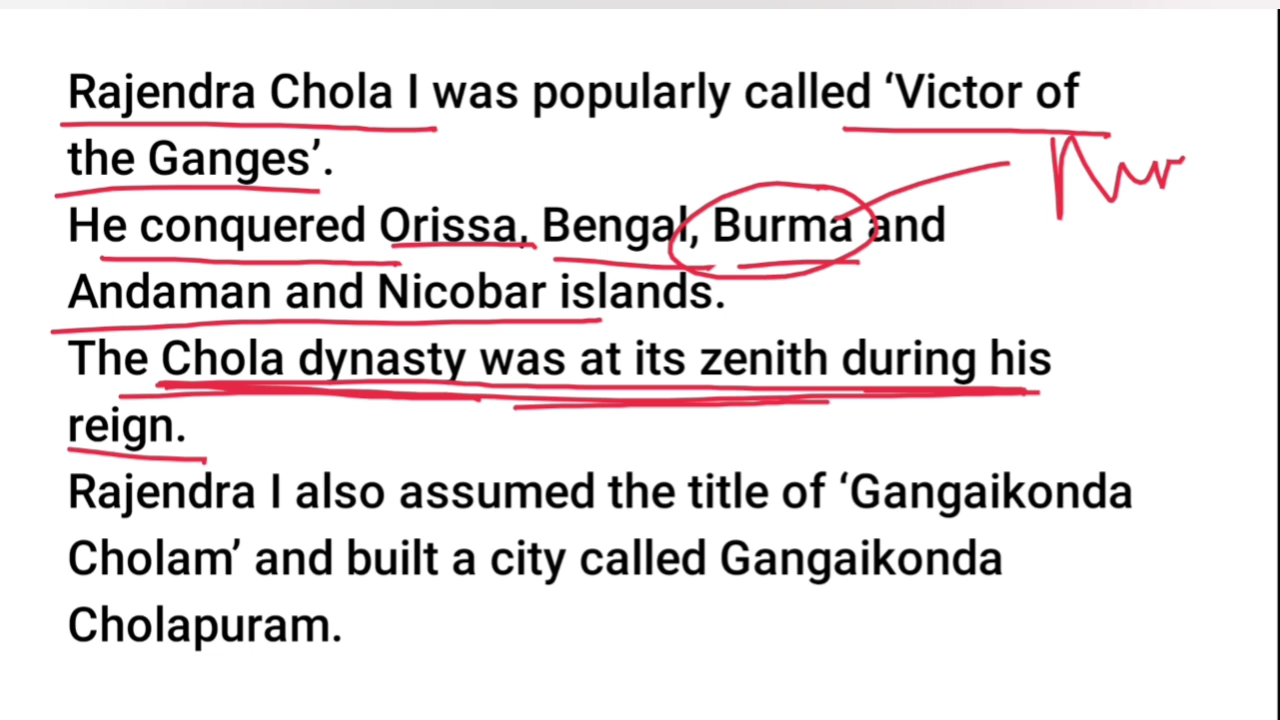 Rajendra Chola I was popularly called ‘Victor of
the Ganges’.
He conquered Orissa, Bengal, Burma and
Andaman and Nicobar islands.
The Chola dynasty was at its zenith during his
reign.
Rajendra I also assumed the title of ‘Gangaikonda
Cholam’ and built a city called Gangaikonda
Cholapuram.